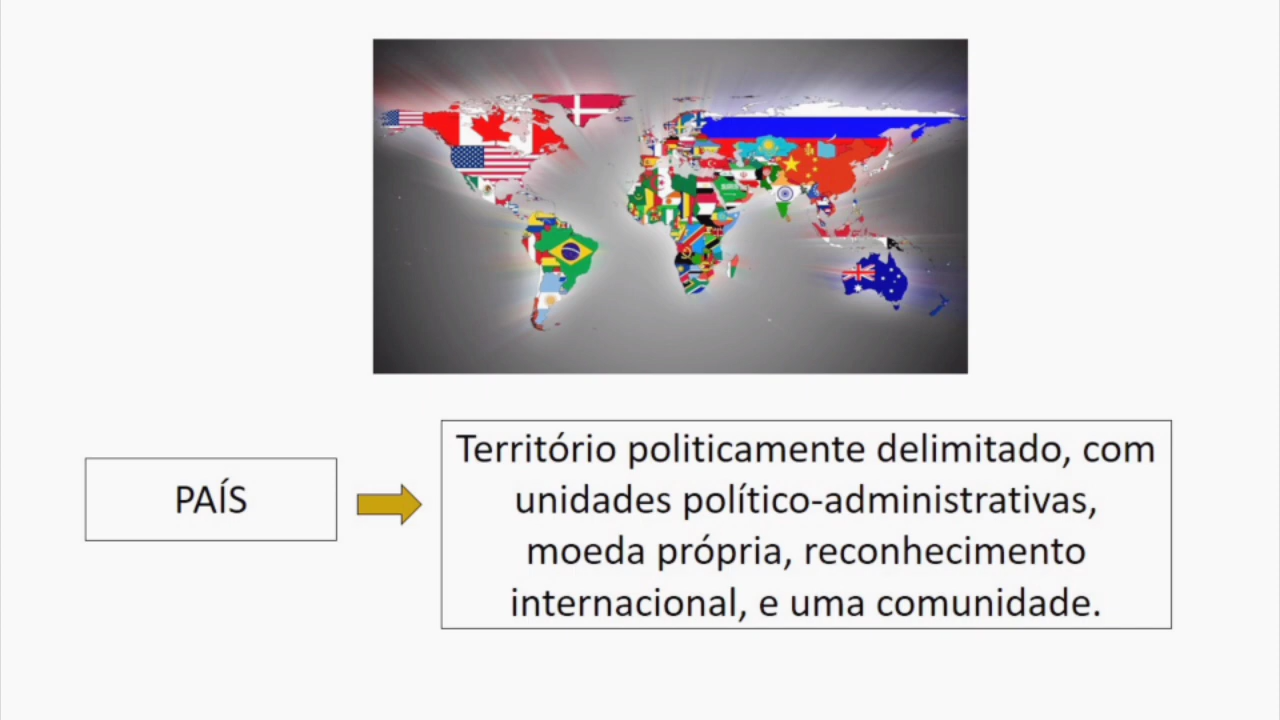 PAÍS
Território politicamente delimitado, com
unidades político-administrativas,
moeda própria, reconhecimento
internacional, e uma comunidade.